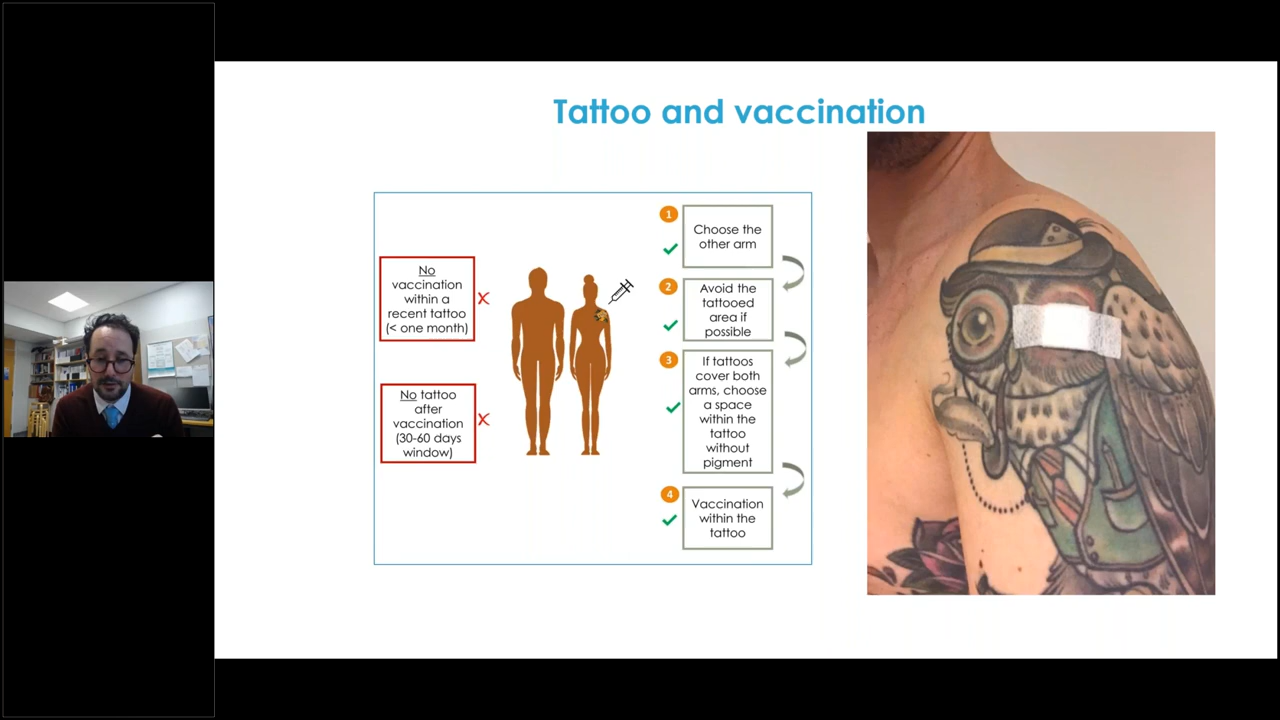 Tattoo and vaccination
No
vaccination
within a
recent tattoo
(< one month)
No tattoo
after
vaccination
(30-60 days
window)
1
Choose the
other arm
2
Avoid the
tattooed
area if
possible
3
If tattoos
cover both
arms, choose
a space
within the
tattoo
without
pigment
4
Vaccination
within the
tattoo